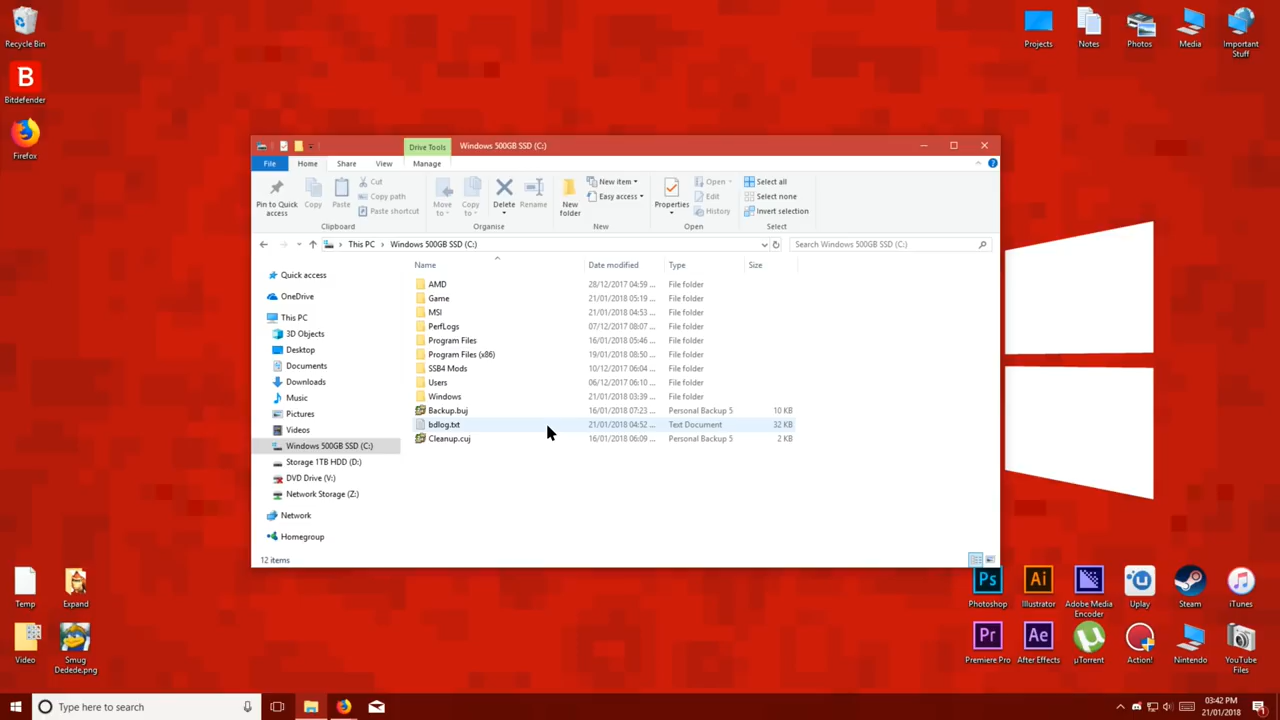 Recycle Bin
Bitdefender
Firefox
Projects
Notes
Photos
Media
Important
Stuff
Drive Tools
Windows 500GB SSD (C:)
File
Home
Share
View
Manage
Pin to Quick
access
Copy
Paste
Cut
Copy path
Paste shortcut
Clipboard
Move
to
Copy
to
Delete
Rename
Organise
New
folder
New item
Easy access
New
Properties
Open
Edit
History
Open
Select all
Select none
Invert selection
Select
This PC
Windows 500GB SSD (C:)
Search Windows 500GB SSD (C:)
Quick access
OneDrive
This PC
3D Objects
Desktop
Documents
Downloads
Music
Pictures
Videos
Windows 500GB SSD (C:)
Storage 1TB HDD (D:)
DVD Drive (V:)
Network Storage (Z:)
Network
Homegroup
Name Date modified Type Size
AMD 28/12/2017 04:59 ... File folder
Game 21/01/2018 05:19 ... File folder
MSI 21/01/2018 04:53 ... File folder
PerfLogs 07/12/2017 08:07 ... File folder
Program Files 16/01/2018 05:46 ... File folder
Program Files (x86) 19/01/2018 08:50 ... File folder
SSB4 Mods 10/12/2017 06:04 ... File folder
Users 06/12/2017 06:10 ... File folder
Windows 21/01/2018 03:39 ... File folder
Backup.buj 16/01/2018 07:23 ... Personal Backup 5 10 KB
bdlog.txt 21/01/2018 04:52 ... Text Document 32 KB
Cleanup.cuj 16/01/2018 06:09 ... Personal Backup 5 2 KB
12 items
Temp
Expand
Video
Smug
Dedede.png
Ps
Photoshop
Ai
Illustrator
Adobe Media
Encoder
Uplay
Steam
iTunes
Pr
Premiere Pro
Ae
After Effects
µTorrent
Action!
Nintendo
YouTube
Files
Type here to search
03:42 PM
21/01/2018